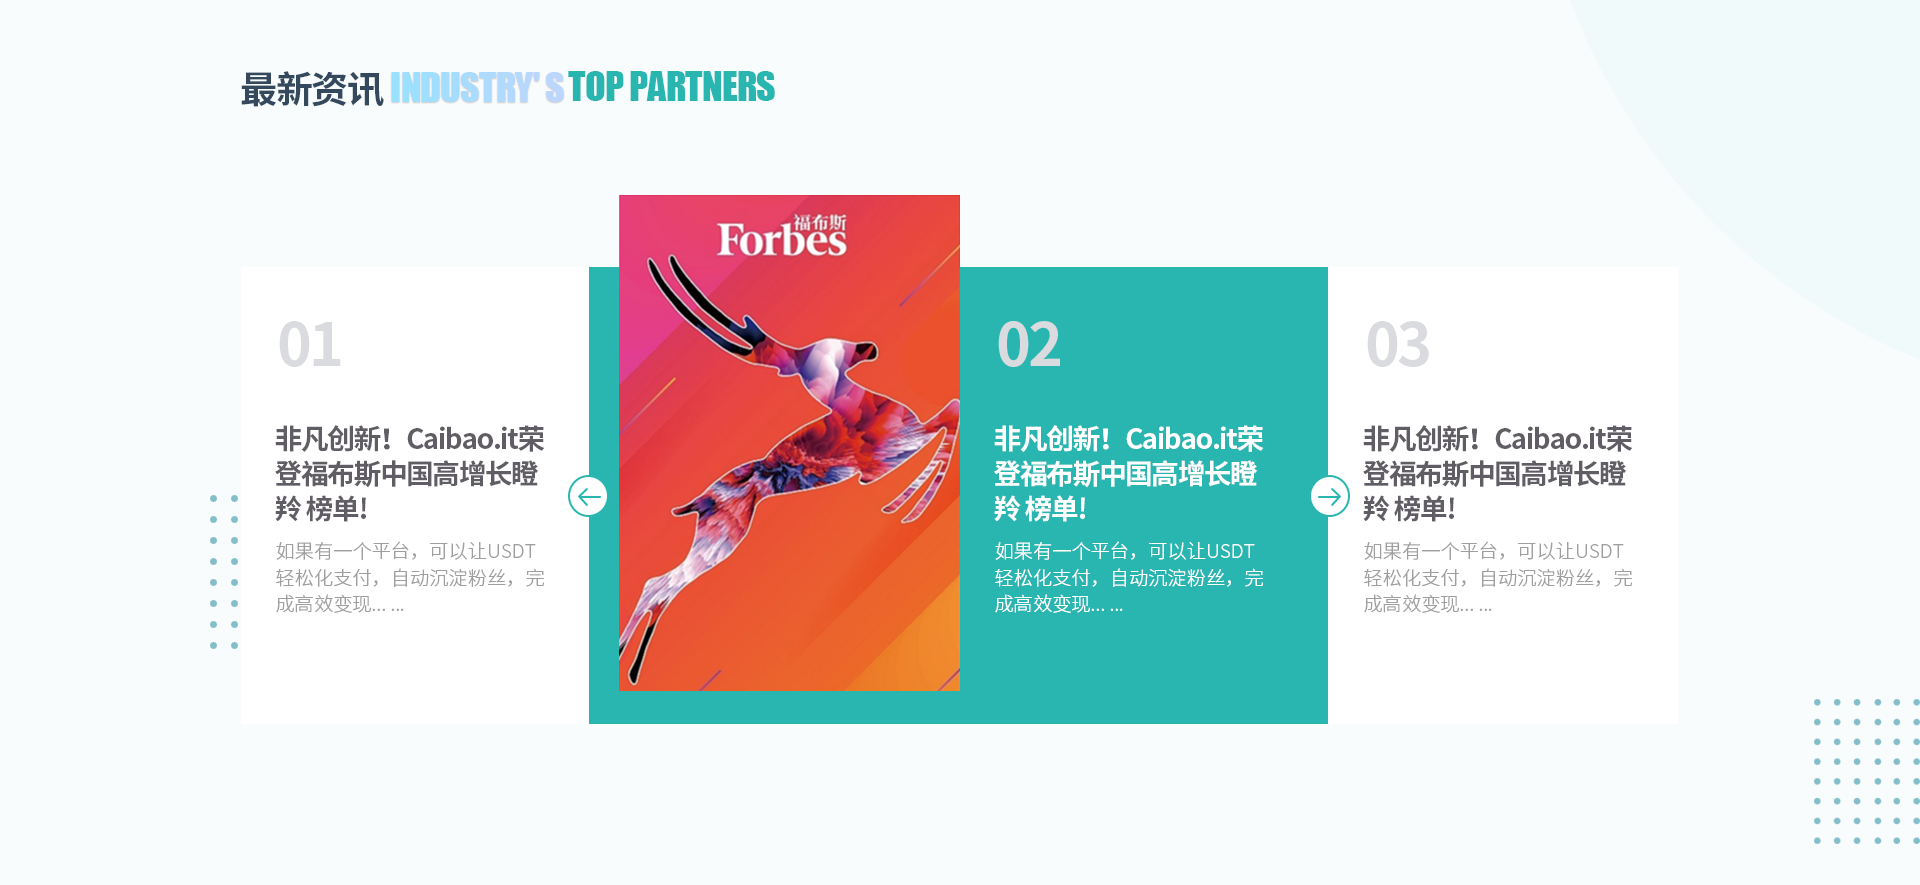 最新资讯 INDUSTRY' S TOP PARTNERS
01
非凡创新！Caibao.it荣
登福布斯中国高增长瞪
羚 榜单!
如果有一个平台，可以让USDT
轻松化支付，自动沉淀粉丝，完
成高效变现... ...
福布斯
Forbes
02
非凡创新！Caibao.it荣
登福布斯中国高增长瞪
羚 榜单!
如果有一个平台，可以让USDT
轻松化支付，自动沉淀粉丝，完
成高效变现... ...
03
非凡创新！Caibao.it荣
登福布斯中国高增长瞪
羚 榜单!
如果有一个平台，可以让USDT
轻松化支付，自动沉淀粉丝，完
成高效变现... ...